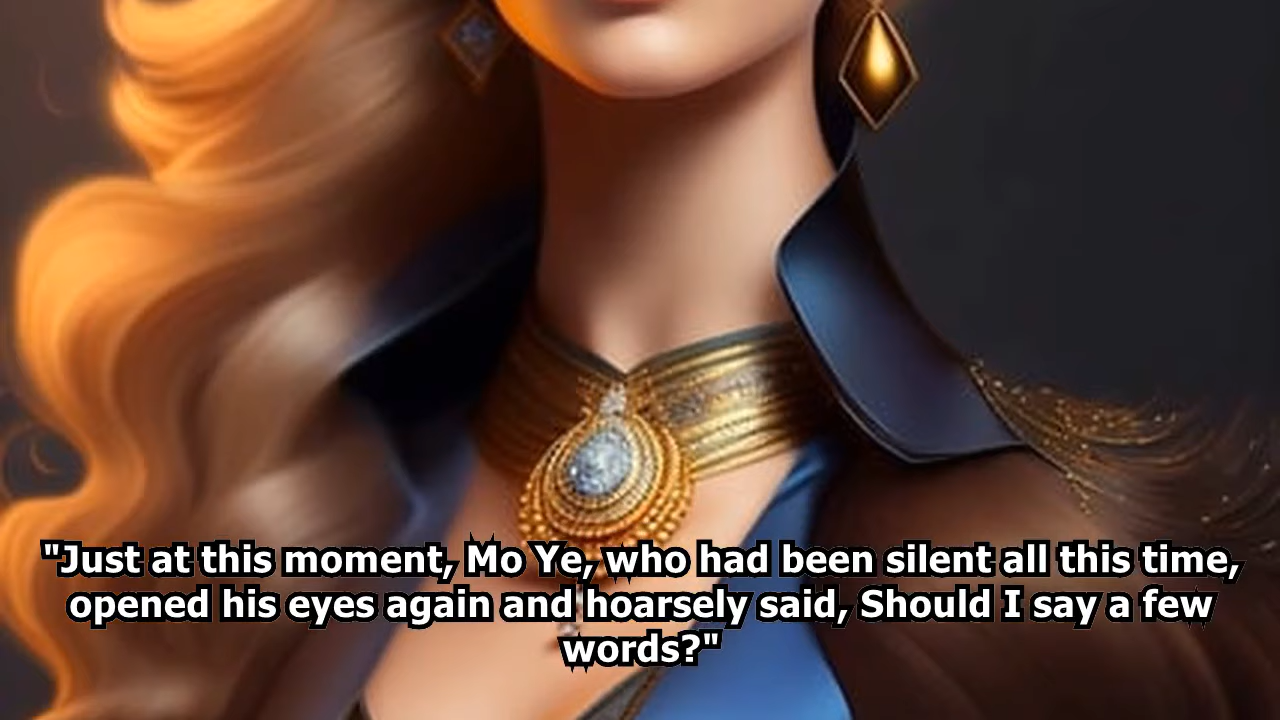 "Just at this moment, Mo Ye, who had been silent all this time,
opened his eyes again and hoarsely said, Should I say a few
words?"